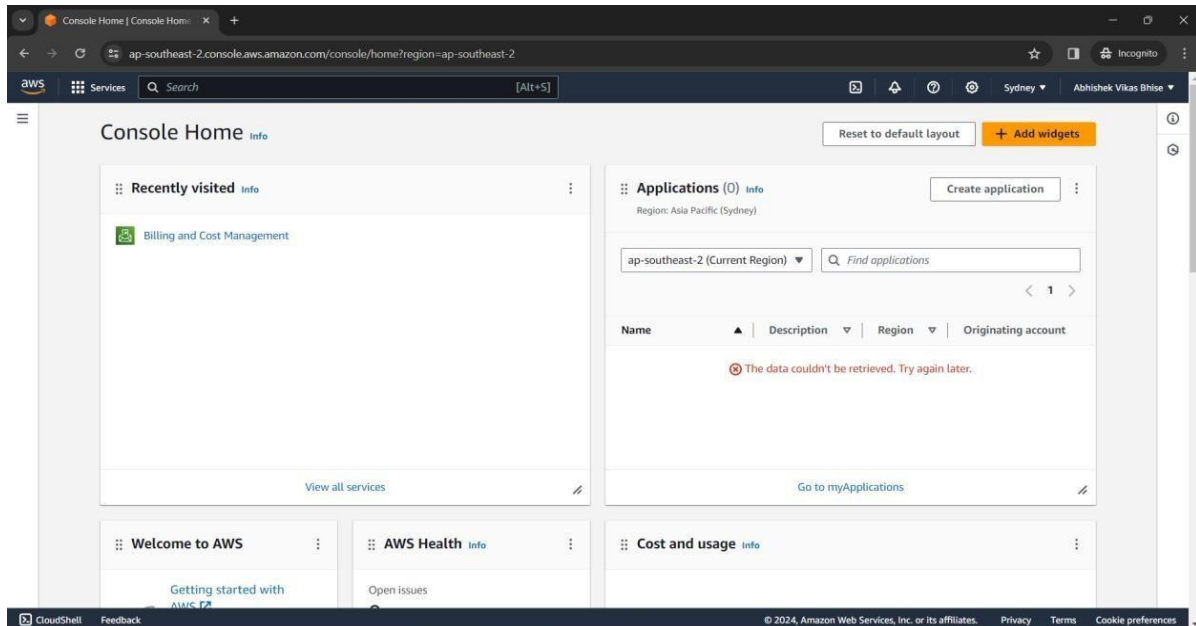 Console Home | Console Home
ap-southeast-2.console.aws.amazon.com/console/home?region=ap-southeast-2
Incognito
aws Services Search [Alt+S] Sydney Abhishek Vikas Bhise
Console Home Info
Reset to default layout
+ Add widgets
Recently visited Info
Billing and Cost Management
View all services
Applications (0) Info
Region: Asia Pacific (Sydney)
Create application
ap-southeast-2 (Current Region)
Find applications
1
Name Description Region Originating account
The data couldn't be retrieved. Try again later.
Go to myApplications
Welcome to AWS
Getting started with
AWS
AWS Health Info
Open issues
Cost and usage Info
CloudShell Feedback
© 2024, Amazon Web Services, Inc. or its affiliates. Privacy Terms Cookie preferences